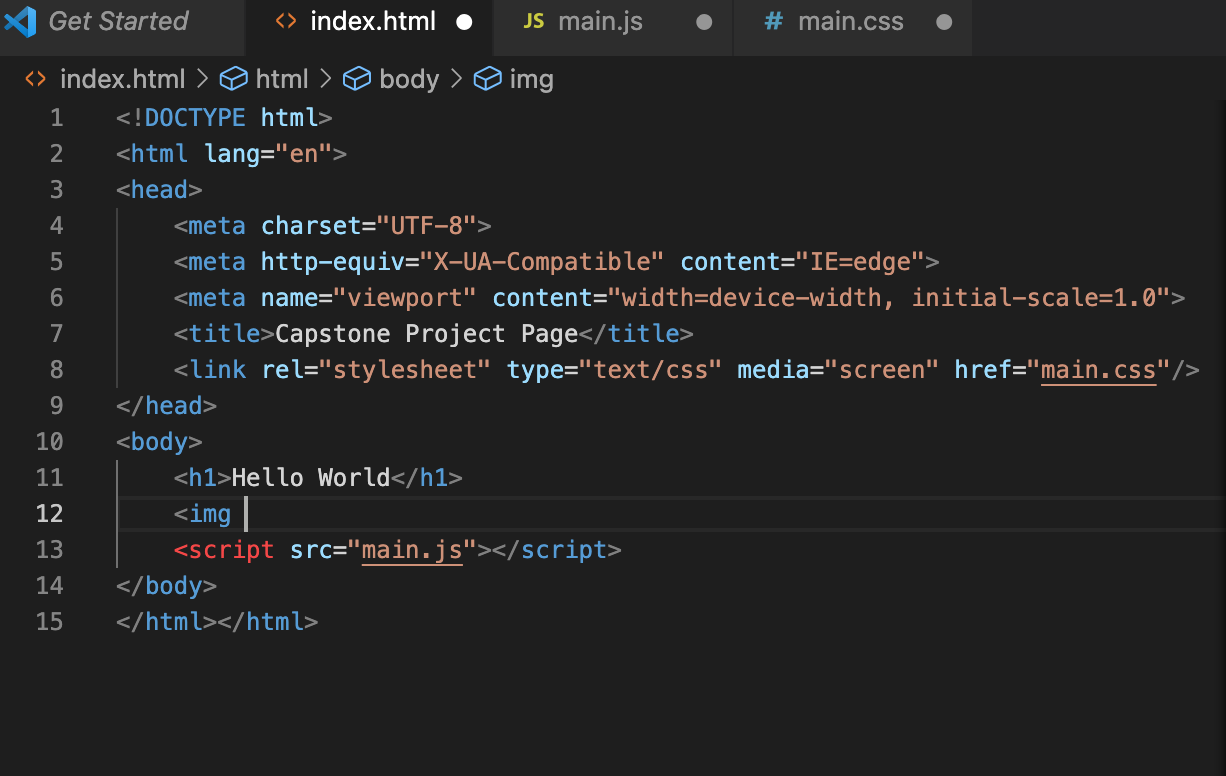 Get Started <> index.html JS main.js # main.css
<> index.html > html > body > img
1 <!DOCTYPE html>
2 <html lang="en">
3 <head>
4     <meta charset="UTF-8">
5     <meta http-equiv="X-UA-Compatible" content="IE=edge">
6     <meta name="viewport" content="width=device-width, initial-scale=1.0">
7     <title>Capstone Project Page</title>
8     <link rel="stylesheet" type="text/css" media="screen" href="main.css"/>
9 </head>
10 <body>
11     <h1>Hello World</h1>
12     <img
13     <script src="main.js"></script>
14 </body>
15 </html></html>